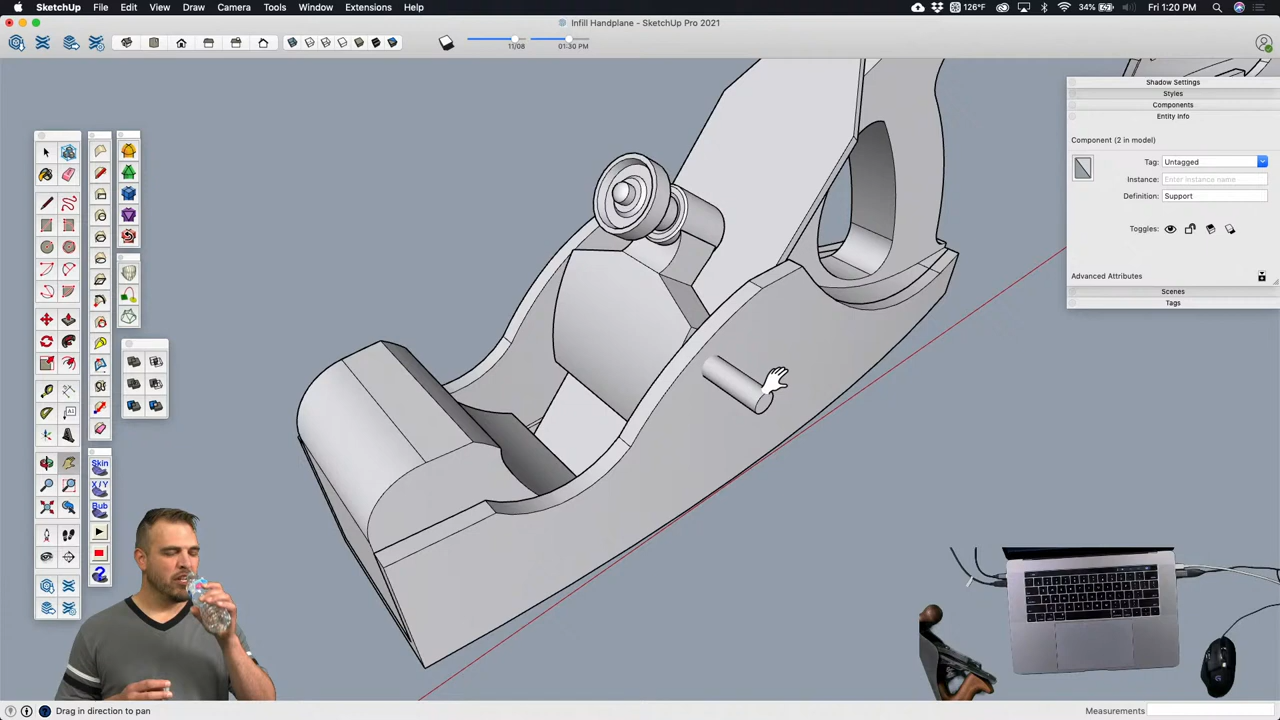 SketchUp File Edit View Draw Camera Tools Window Extensions Help
126°F
34%
Fri 1:20 PM
Infill Handplane - SketchUp Pro 2021
11/08
01:30 PM
Shadow Settings
Styles
Components
Entity Info
Component (2 in model)
Tag: Untagged
Instance: Enter instance name
Definition: Support
Toggles:
Advanced Attributes
Scenes
Tags
A1
Skin
X/Y
Bub
?
Drag in direction to pan
Measurements